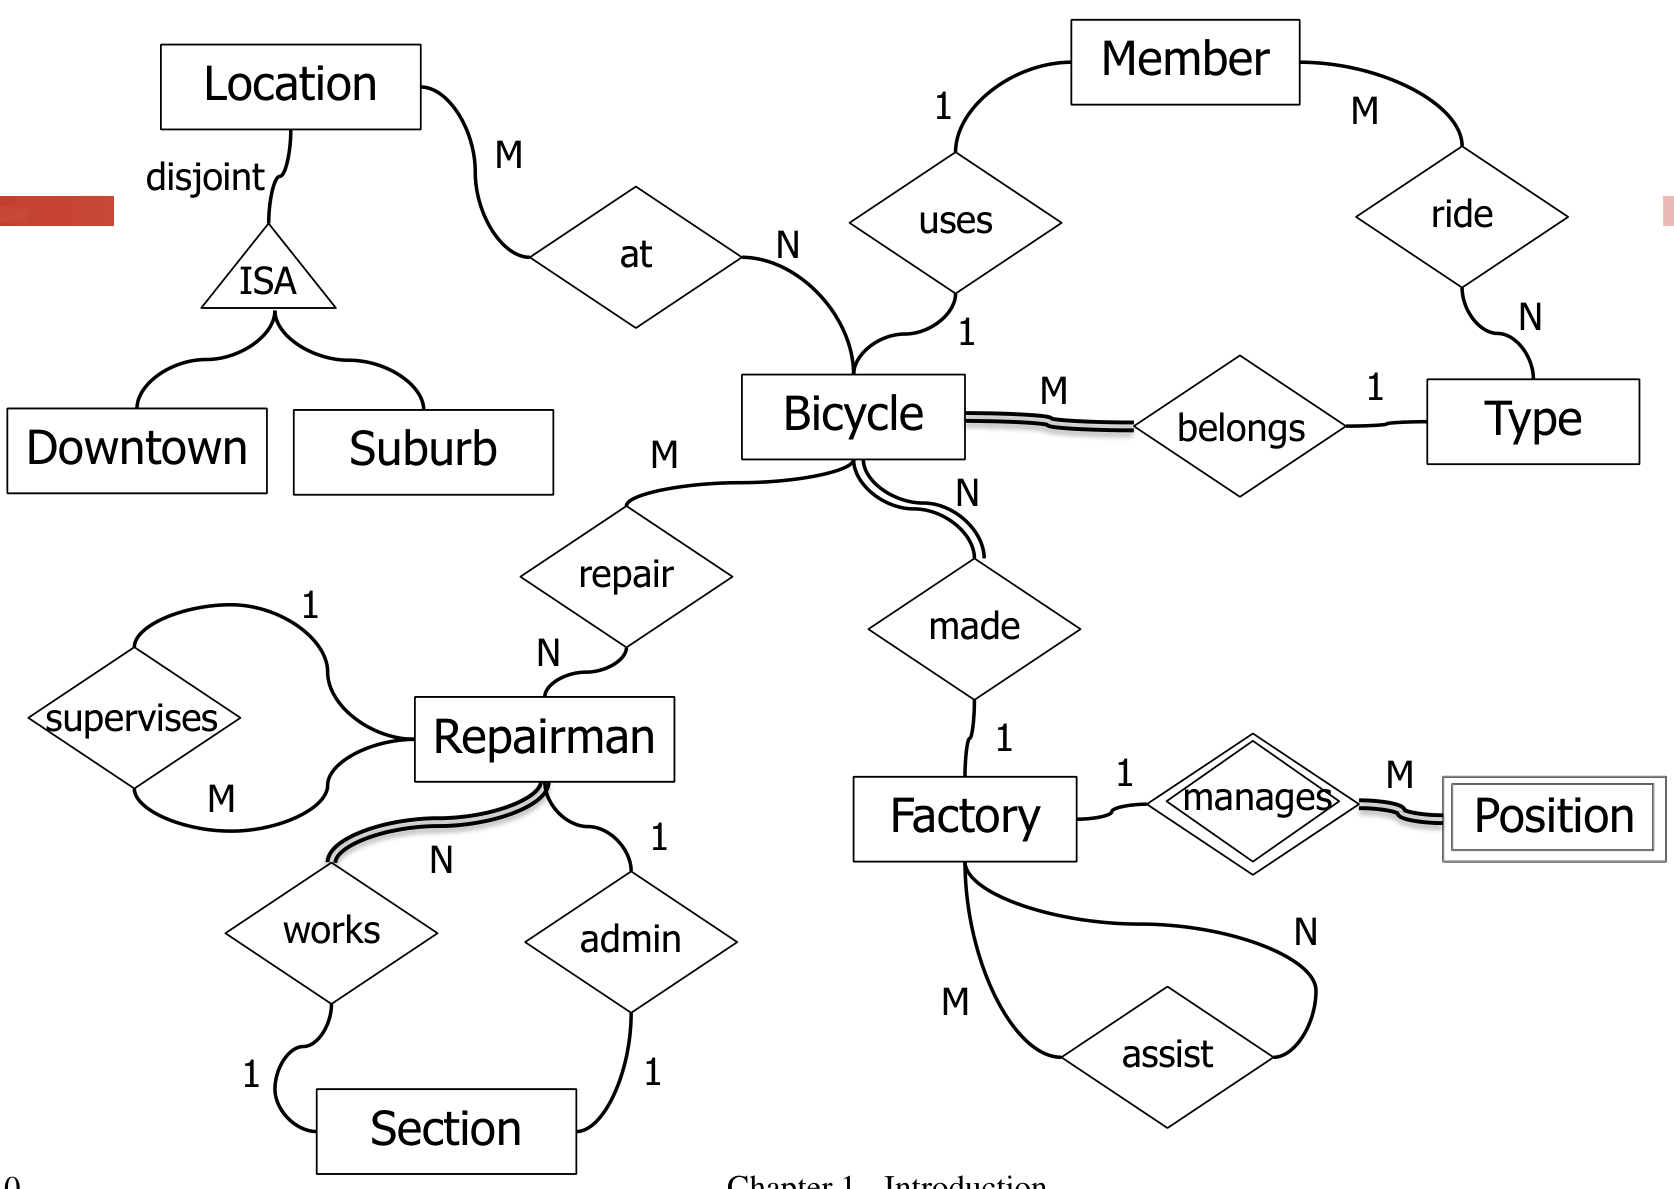 Member
Location
1
M
M
disjoint
uses
ride
at
N
ISA
1
N
Bicycle
M
belongs
1
Type
Downtown
Suburb
M
N
repair
made
1
N
supervises
Repairman
1
M
1
manages
M
Factory
Position
N
1
works
admin
N
M
assist
1
1
Section
0
Chapter 1 - Introduction